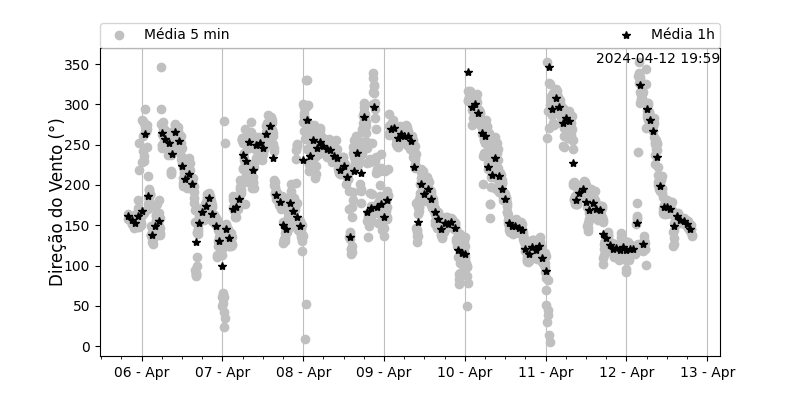 Média 5 min
Média 1h
2024-04-12 19:59
Direção do Vento (°)
350
300
250
200
150
100
50
0
06 - Apr
07 - Apr
08 - Apr
09 - Apr
10 - Apr
11 - Apr
12 - Apr
13 - Apr